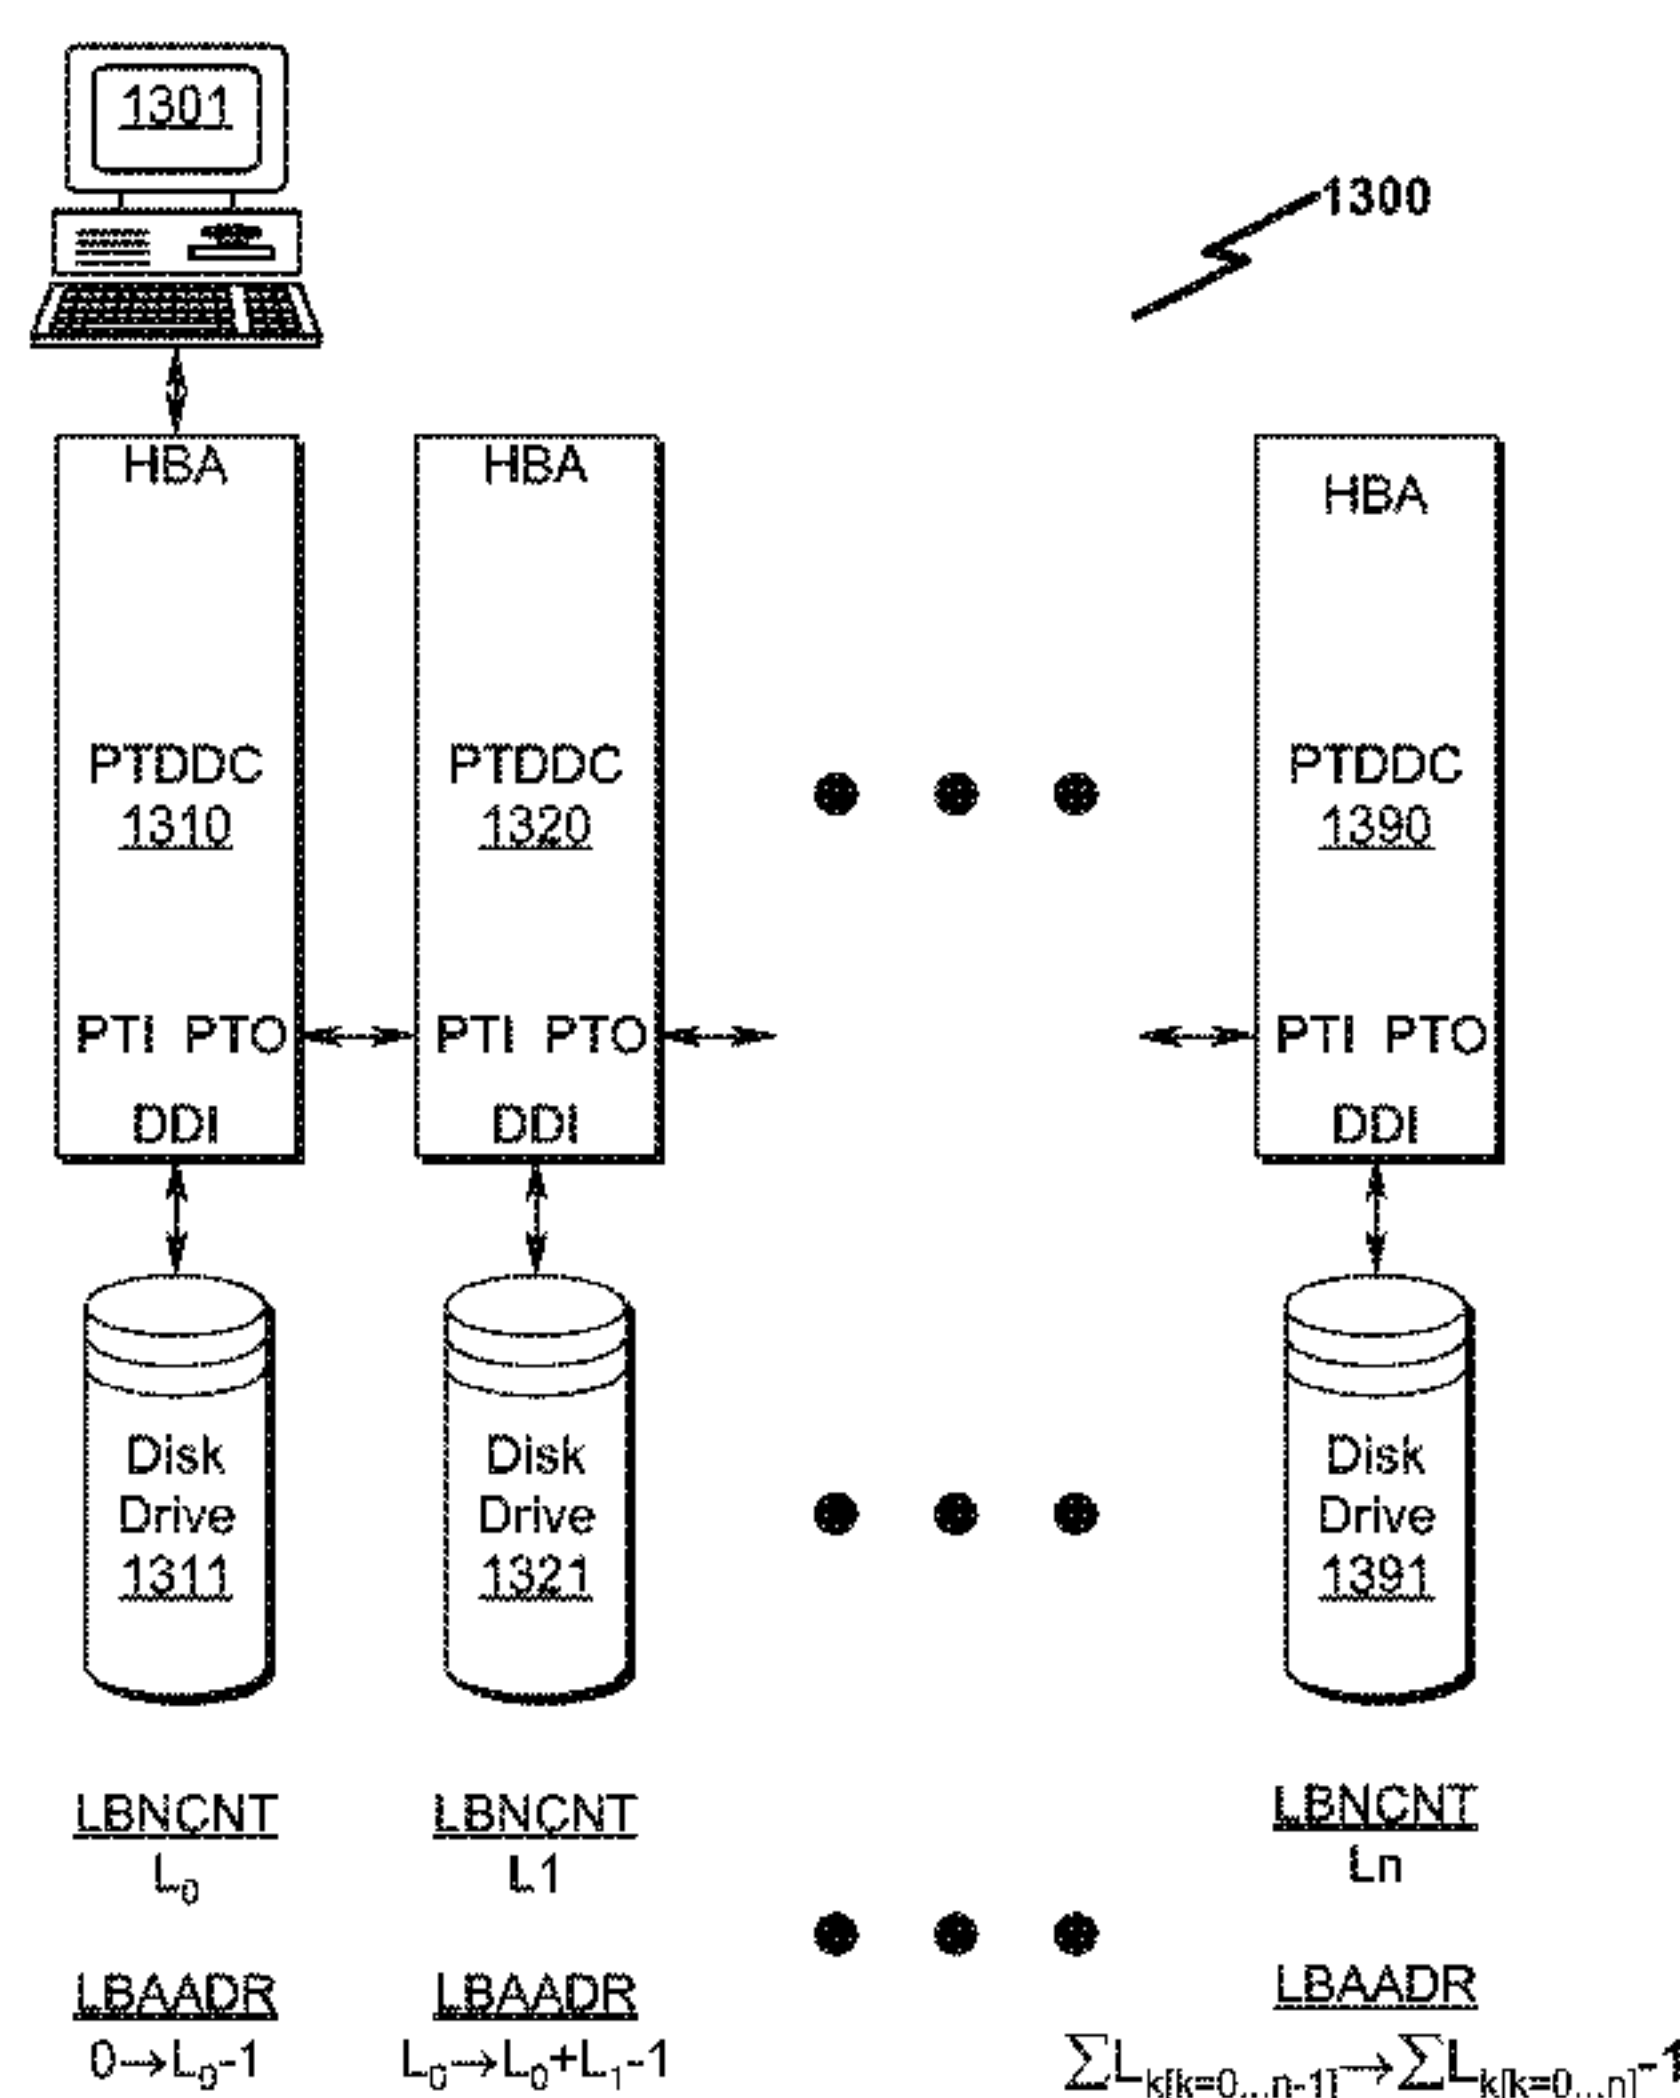 1301
1300
HBA HBA HBA
PTDDC PTDDC PTDDC
1310 1320 1390
PTI PTO PTI PTO PTI PTO
DDI DDI DDI
Disk Disk Disk
Drive Drive Drive
1311 1321 1391
LBNCNT LBNCNT LBNCNT
L₀ L1 Ln
LBAADR LBAADR LBAADR
0→L₀-1 L₀→L₀+L₁-1 ∑Lk[k=0...n-1]→∑Lk[k=0...n]-1